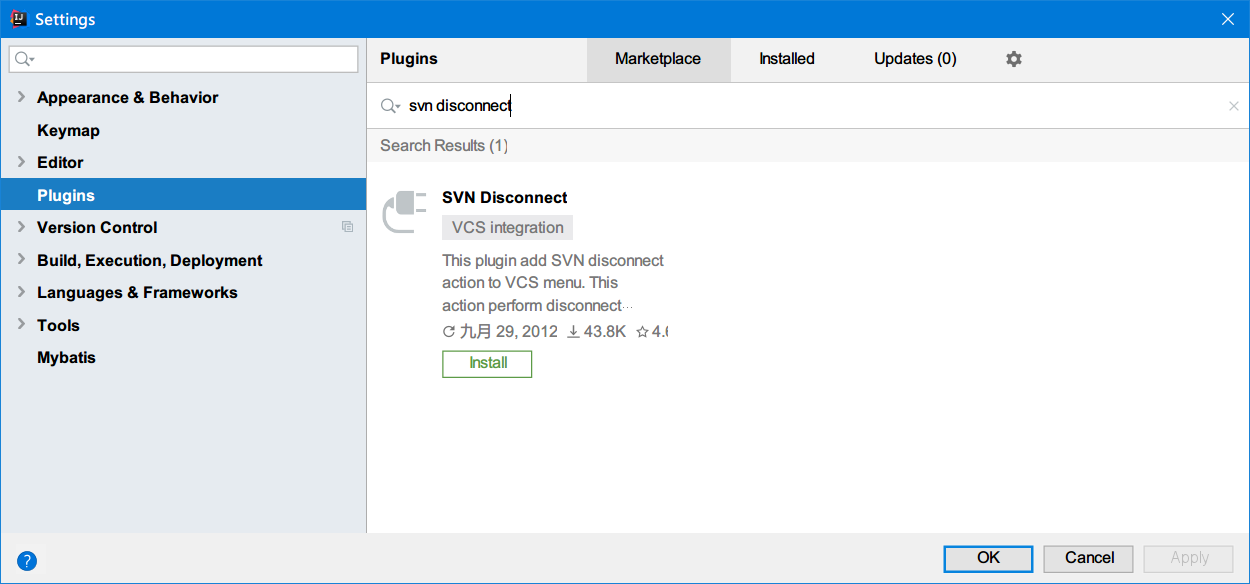 Settings
Appearance & Behavior
Keymap
Editor
Plugins
Version Control
Build, Execution, Deployment
Languages & Frameworks
Tools
Mybatis
Plugins
Marketplace
Installed
Updates (0)
svn disconnect
Search Results (1)
SVN Disconnect
VCS integration
This plugin add SVN disconnect
action to VCS menu. This
action perform disconnect...
九月 29, 2012 43.8K 4.6
Install
?
OK
Cancel
Apply